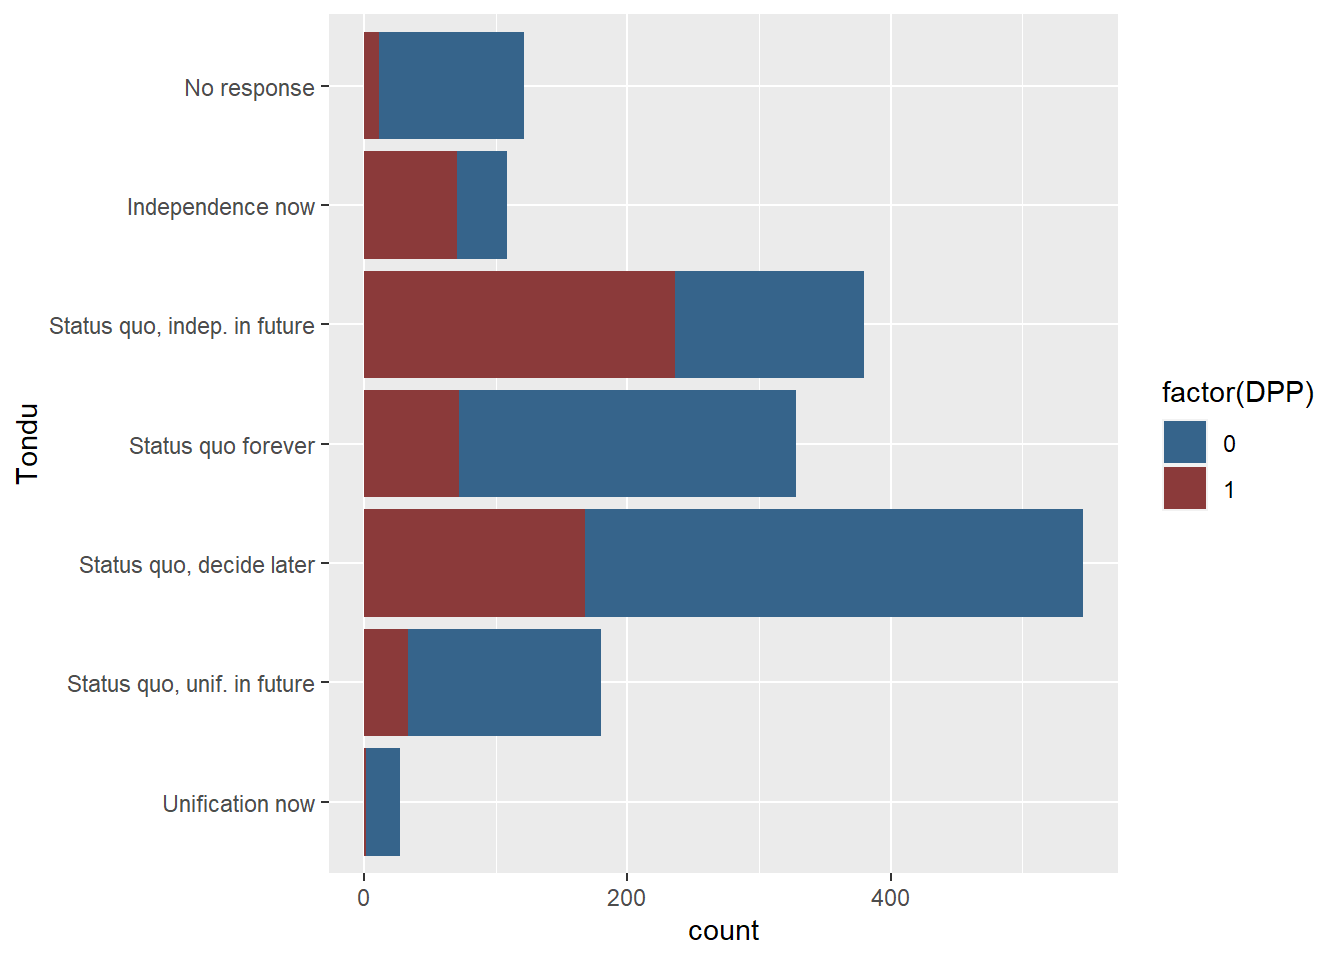 No response
Independence now
Status quo, indep. in future
Status quo forever
Status quo, decide later
Status quo, unif. in future
Unification now
Tondu
0
200
400
count
factor(DPP)
0
1